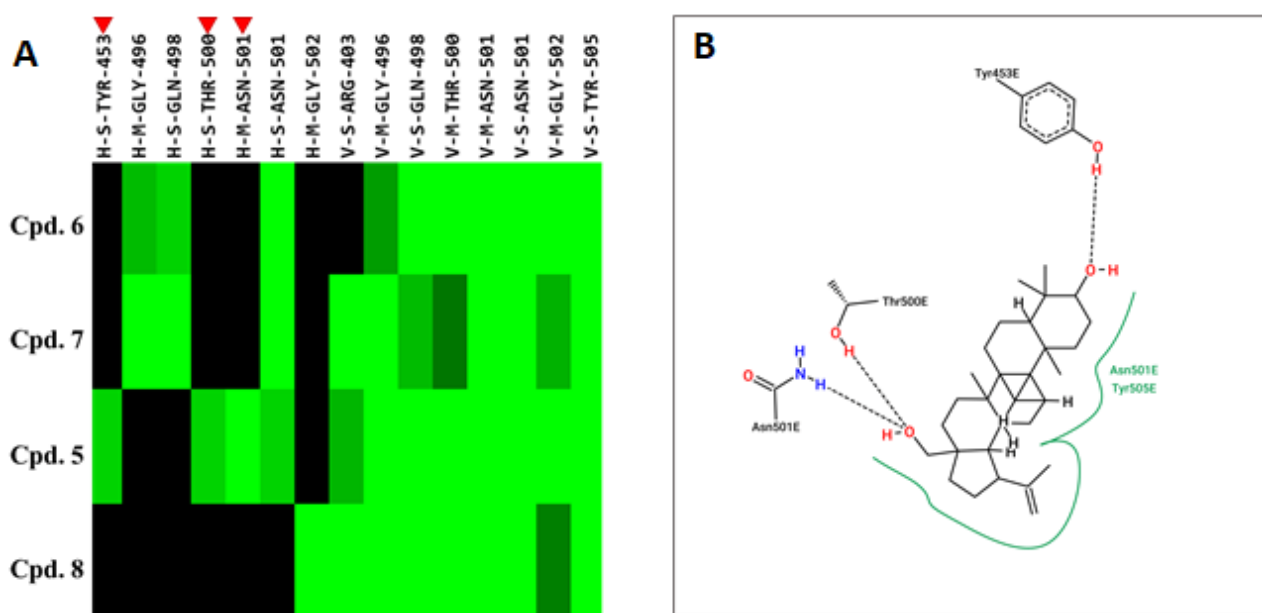 A
H-S-TYR-453
H-M-GLY-496
H-S-GLN-498
H-S-THR-500
H-M-ASN-501
H-S-ASN-501
H-M-GLY-502
V-S-ARG-403
V-M-GLY-496
V-S-GLN-498
V-M-THR-500
V-M-ASN-501
V-S-ASN-501
V-M-GLY-502
V-S-TYR-505
Cpd. 6
Cpd. 7
Cpd. 5
Cpd. 8
B
Tyr453E
O
H
O-H
H
Thr500E
O
H
H
O
N
H
Asn501E
H-O
H
H
H
H
Asn501E
Tyr505E